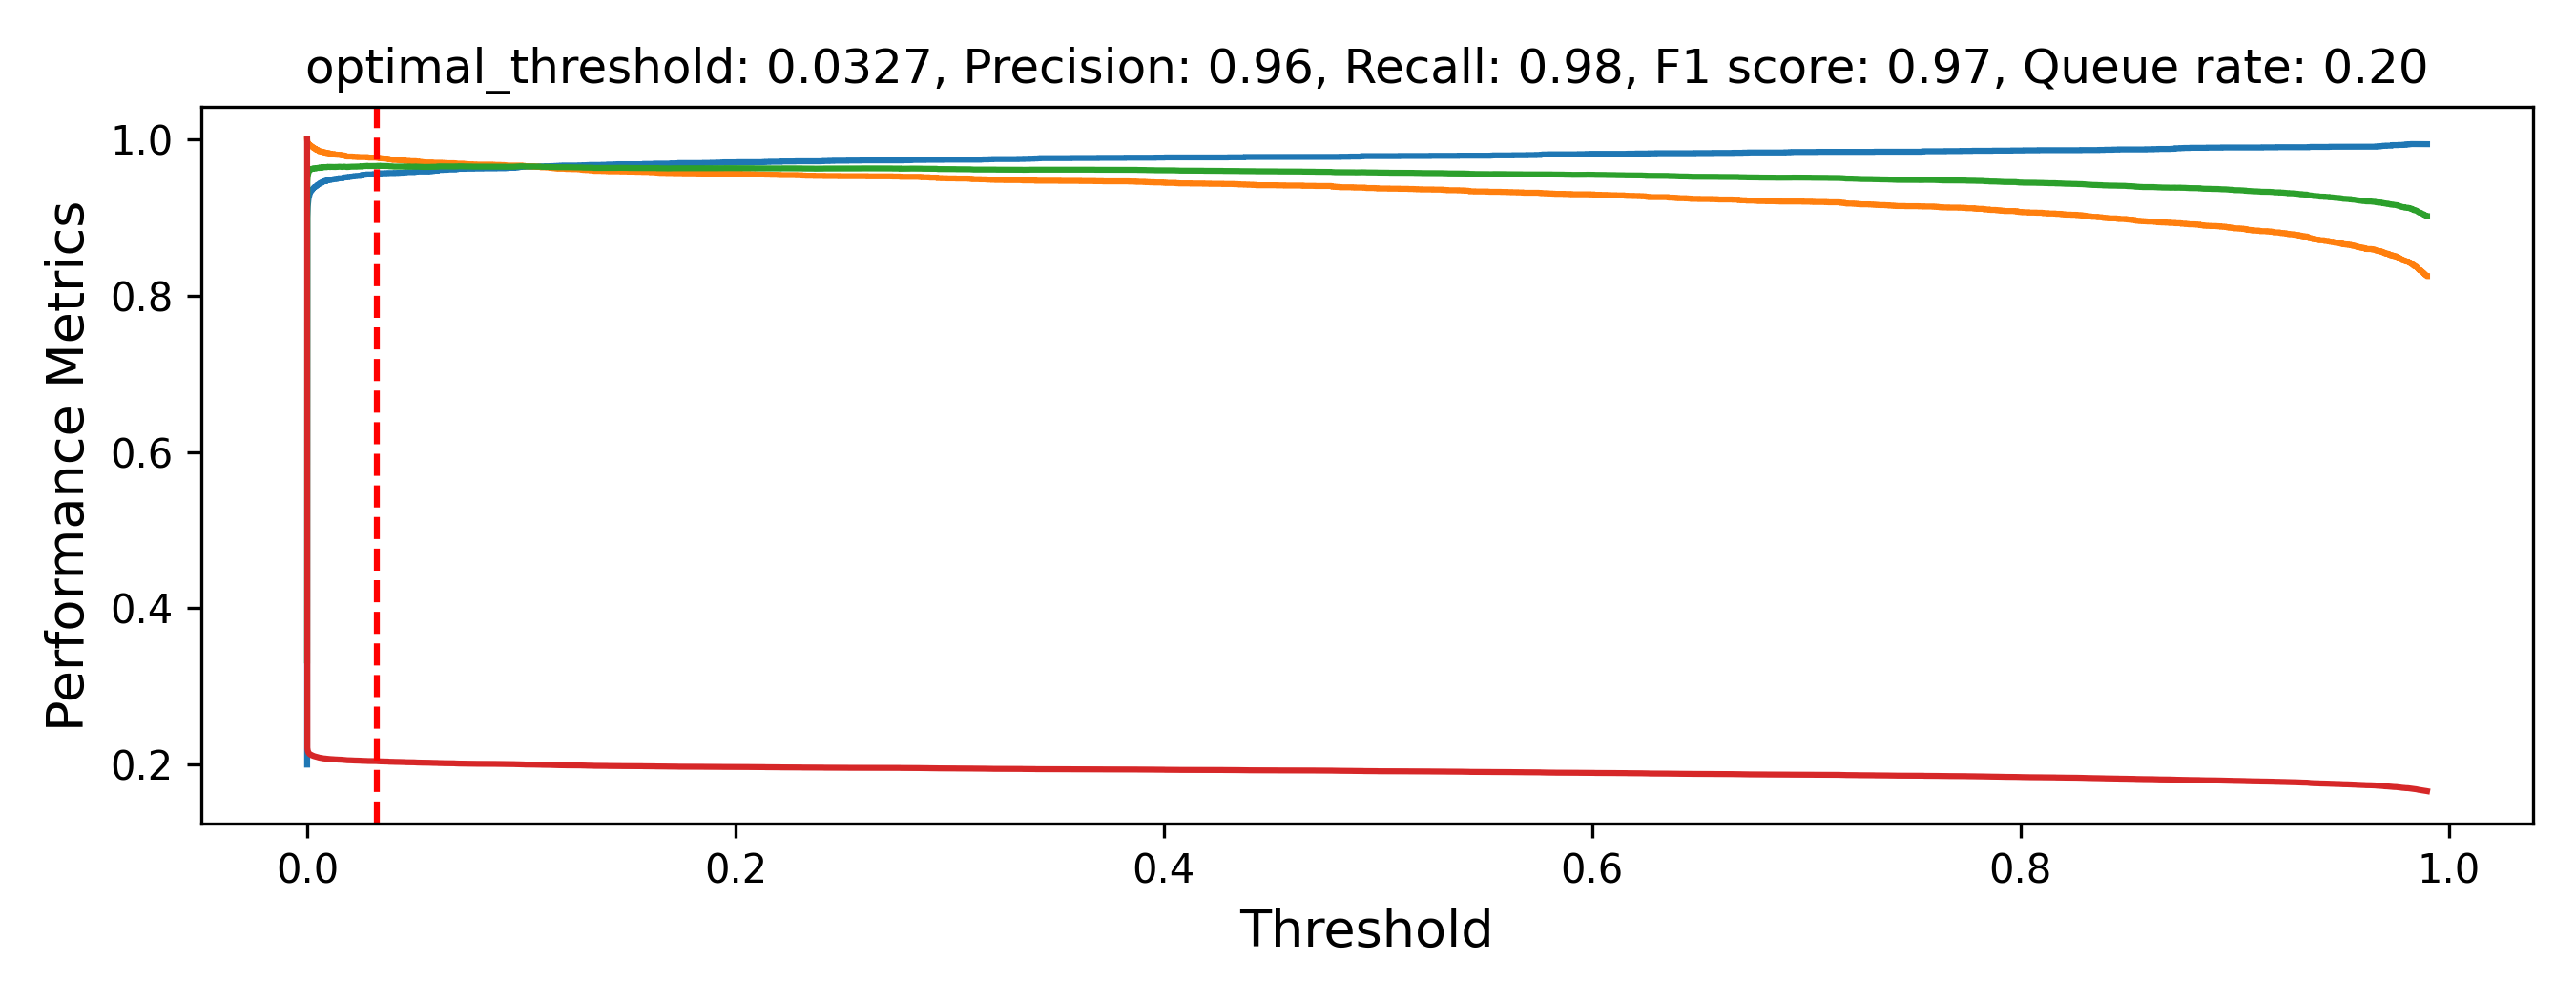 optimal_threshold: 0.0327, Precision: 0.96, Recall: 0.98, F1 score: 0.97, Queue rate: 0.20
Performance Metrics
1.0
0.8
0.6
0.4
0.2
0.0 0.2 0.4 0.6 0.8 1.0
Threshold